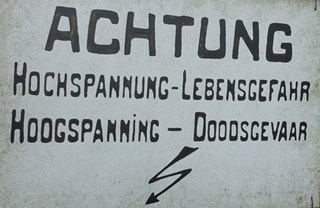 ACHTUNG
HOCHSPANNUNG-LEBENSGEFAHR
HOOGSPANNING - DOODSGEVAAR